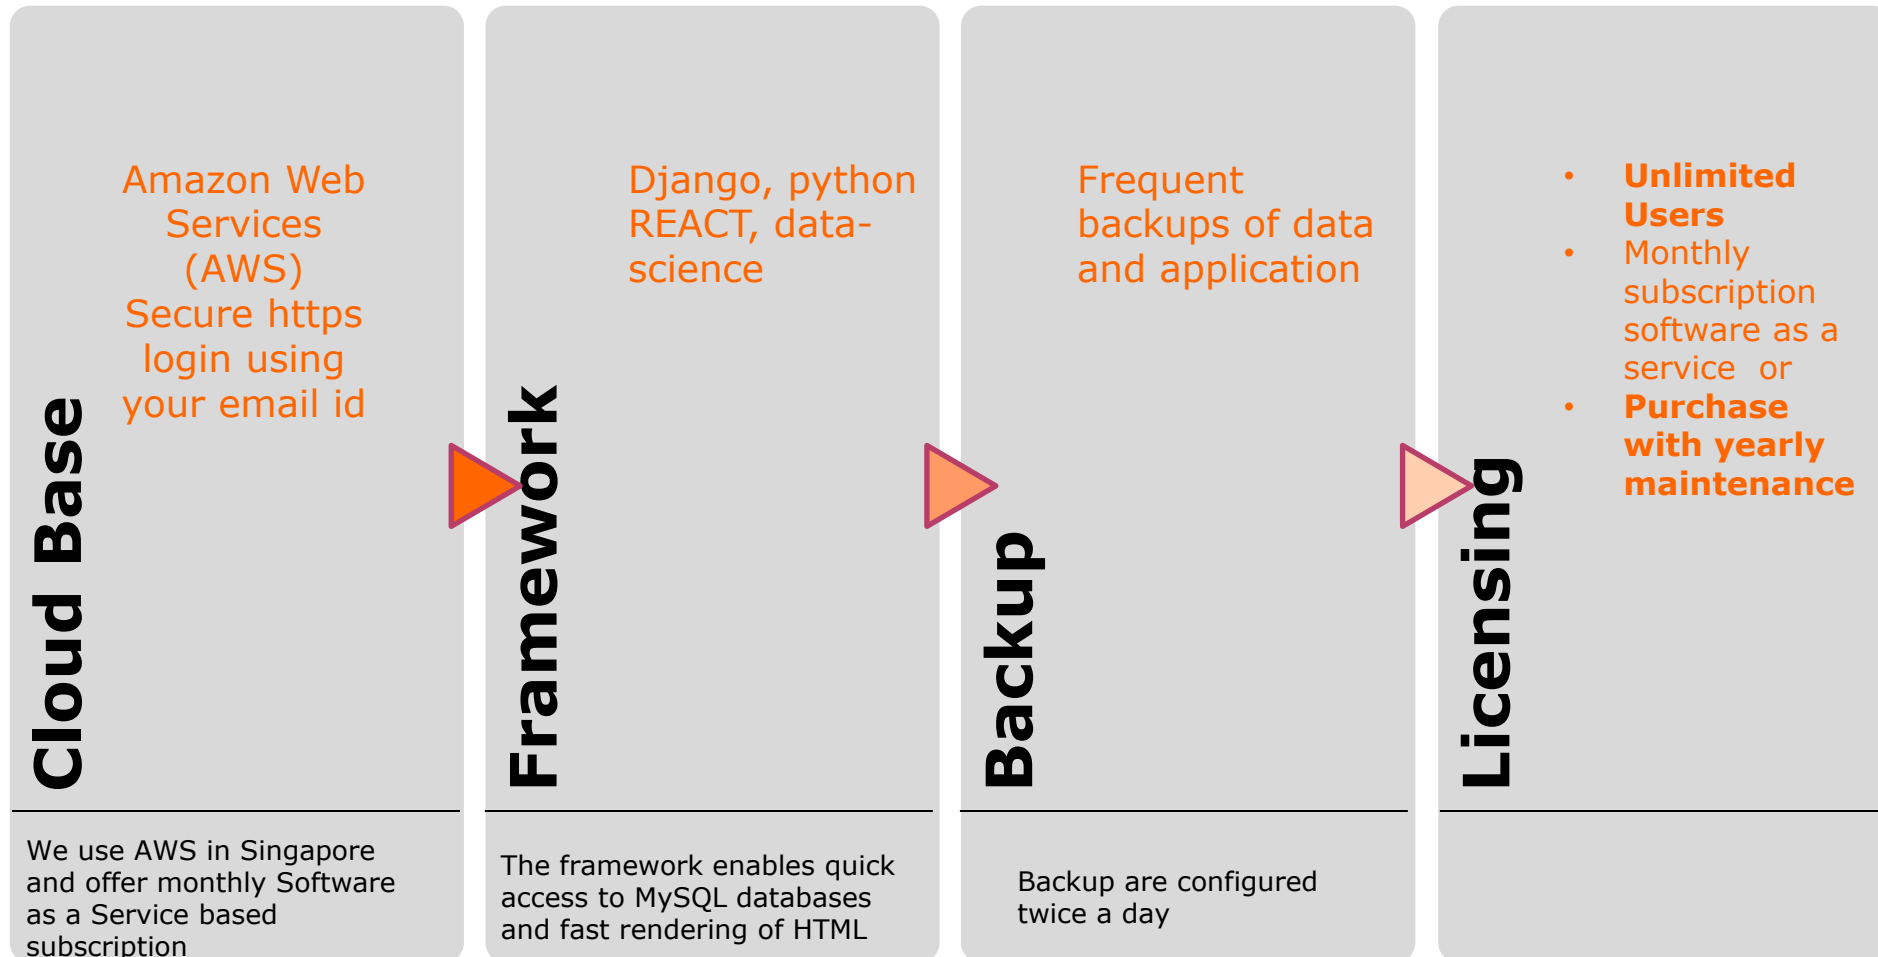 Cloud Base
Amazon Web
Services
(AWS)
Secure https
login using
your email id
We use AWS in Singapore
and offer monthly Software
as a Service based
subscription
Framework
Django, python
REACT, data-
science
The framework enables quick
access to MySQL databases
and fast rendering of HTML
Backup
Frequent
backups of data
and application
Backup are configured
twice a day
Licensing
• Unlimited
Users
• Monthly
subscription
software as a
service  or
• Purchase
with yearly
maintenance